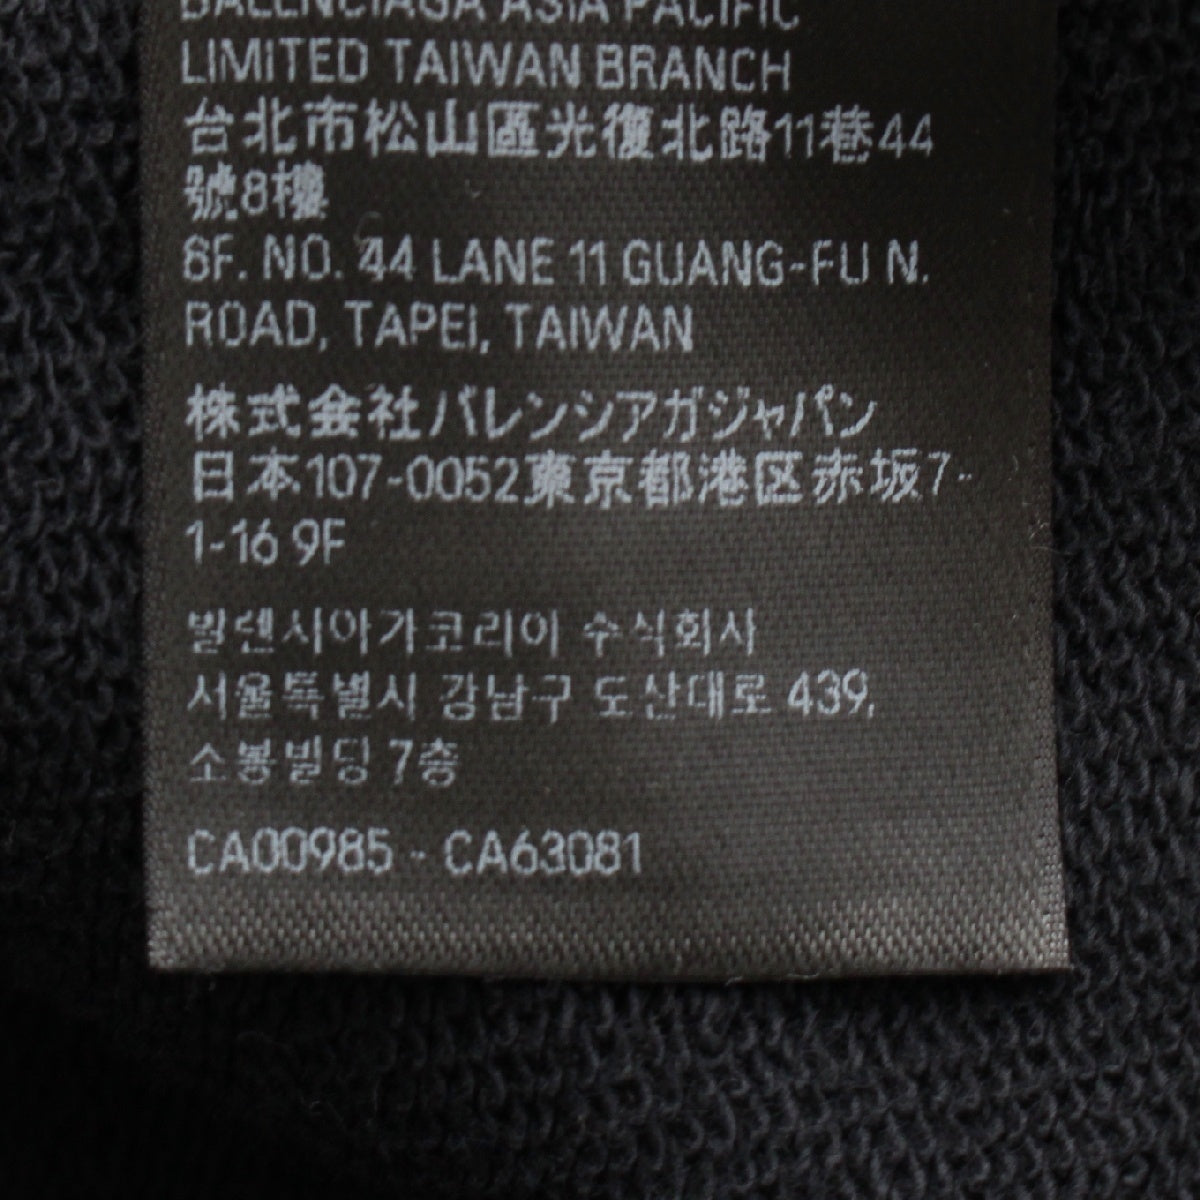 BALENCIAGA ASIA PACIFIC
LIMITED TAIWAN BRANCH
台北市松山區光復北路11巷44
號8樓
8F. NO. 44 LANE 11 GUANG-FU N.
ROAD, TAPEI, TAIWAN
株式会社バレンシアガジャパン
日本107-0052東京都港区赤坂7-
1-16 9F
발렌시아가코리아 주식회사
서울특별시 강남구 도산대로 439,
소봉빌딩 7층
CA00985 - CA63081